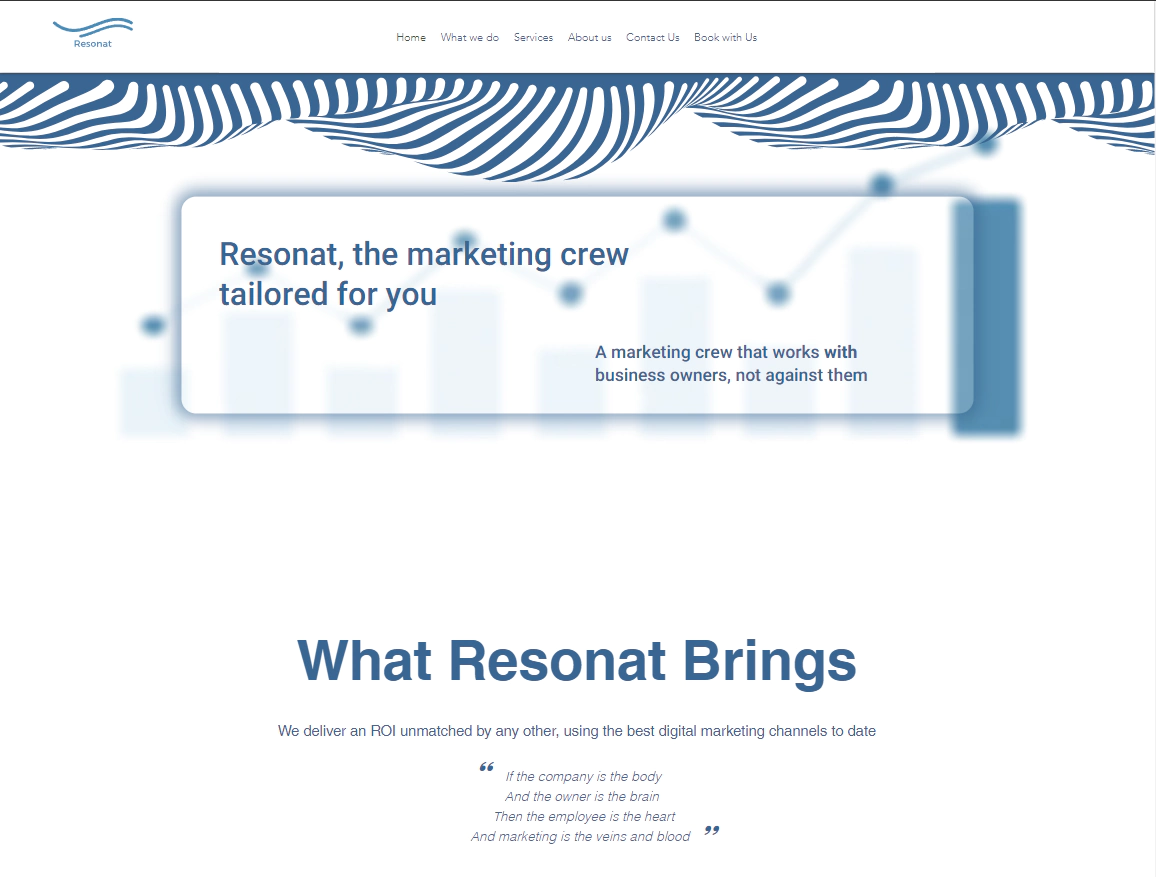 Resonat
Home What we do Services About us Contact Us Book with Us
Resonat, the marketing crew
tailored for you
A marketing crew that works with
business owners, not against them
What Resonat Brings
We deliver an ROI unmatched by any other, using the best digital marketing channels to date
“ If the company is the body
And the owner is the brain
Then the employee is the heart
And marketing is the veins and blood ”